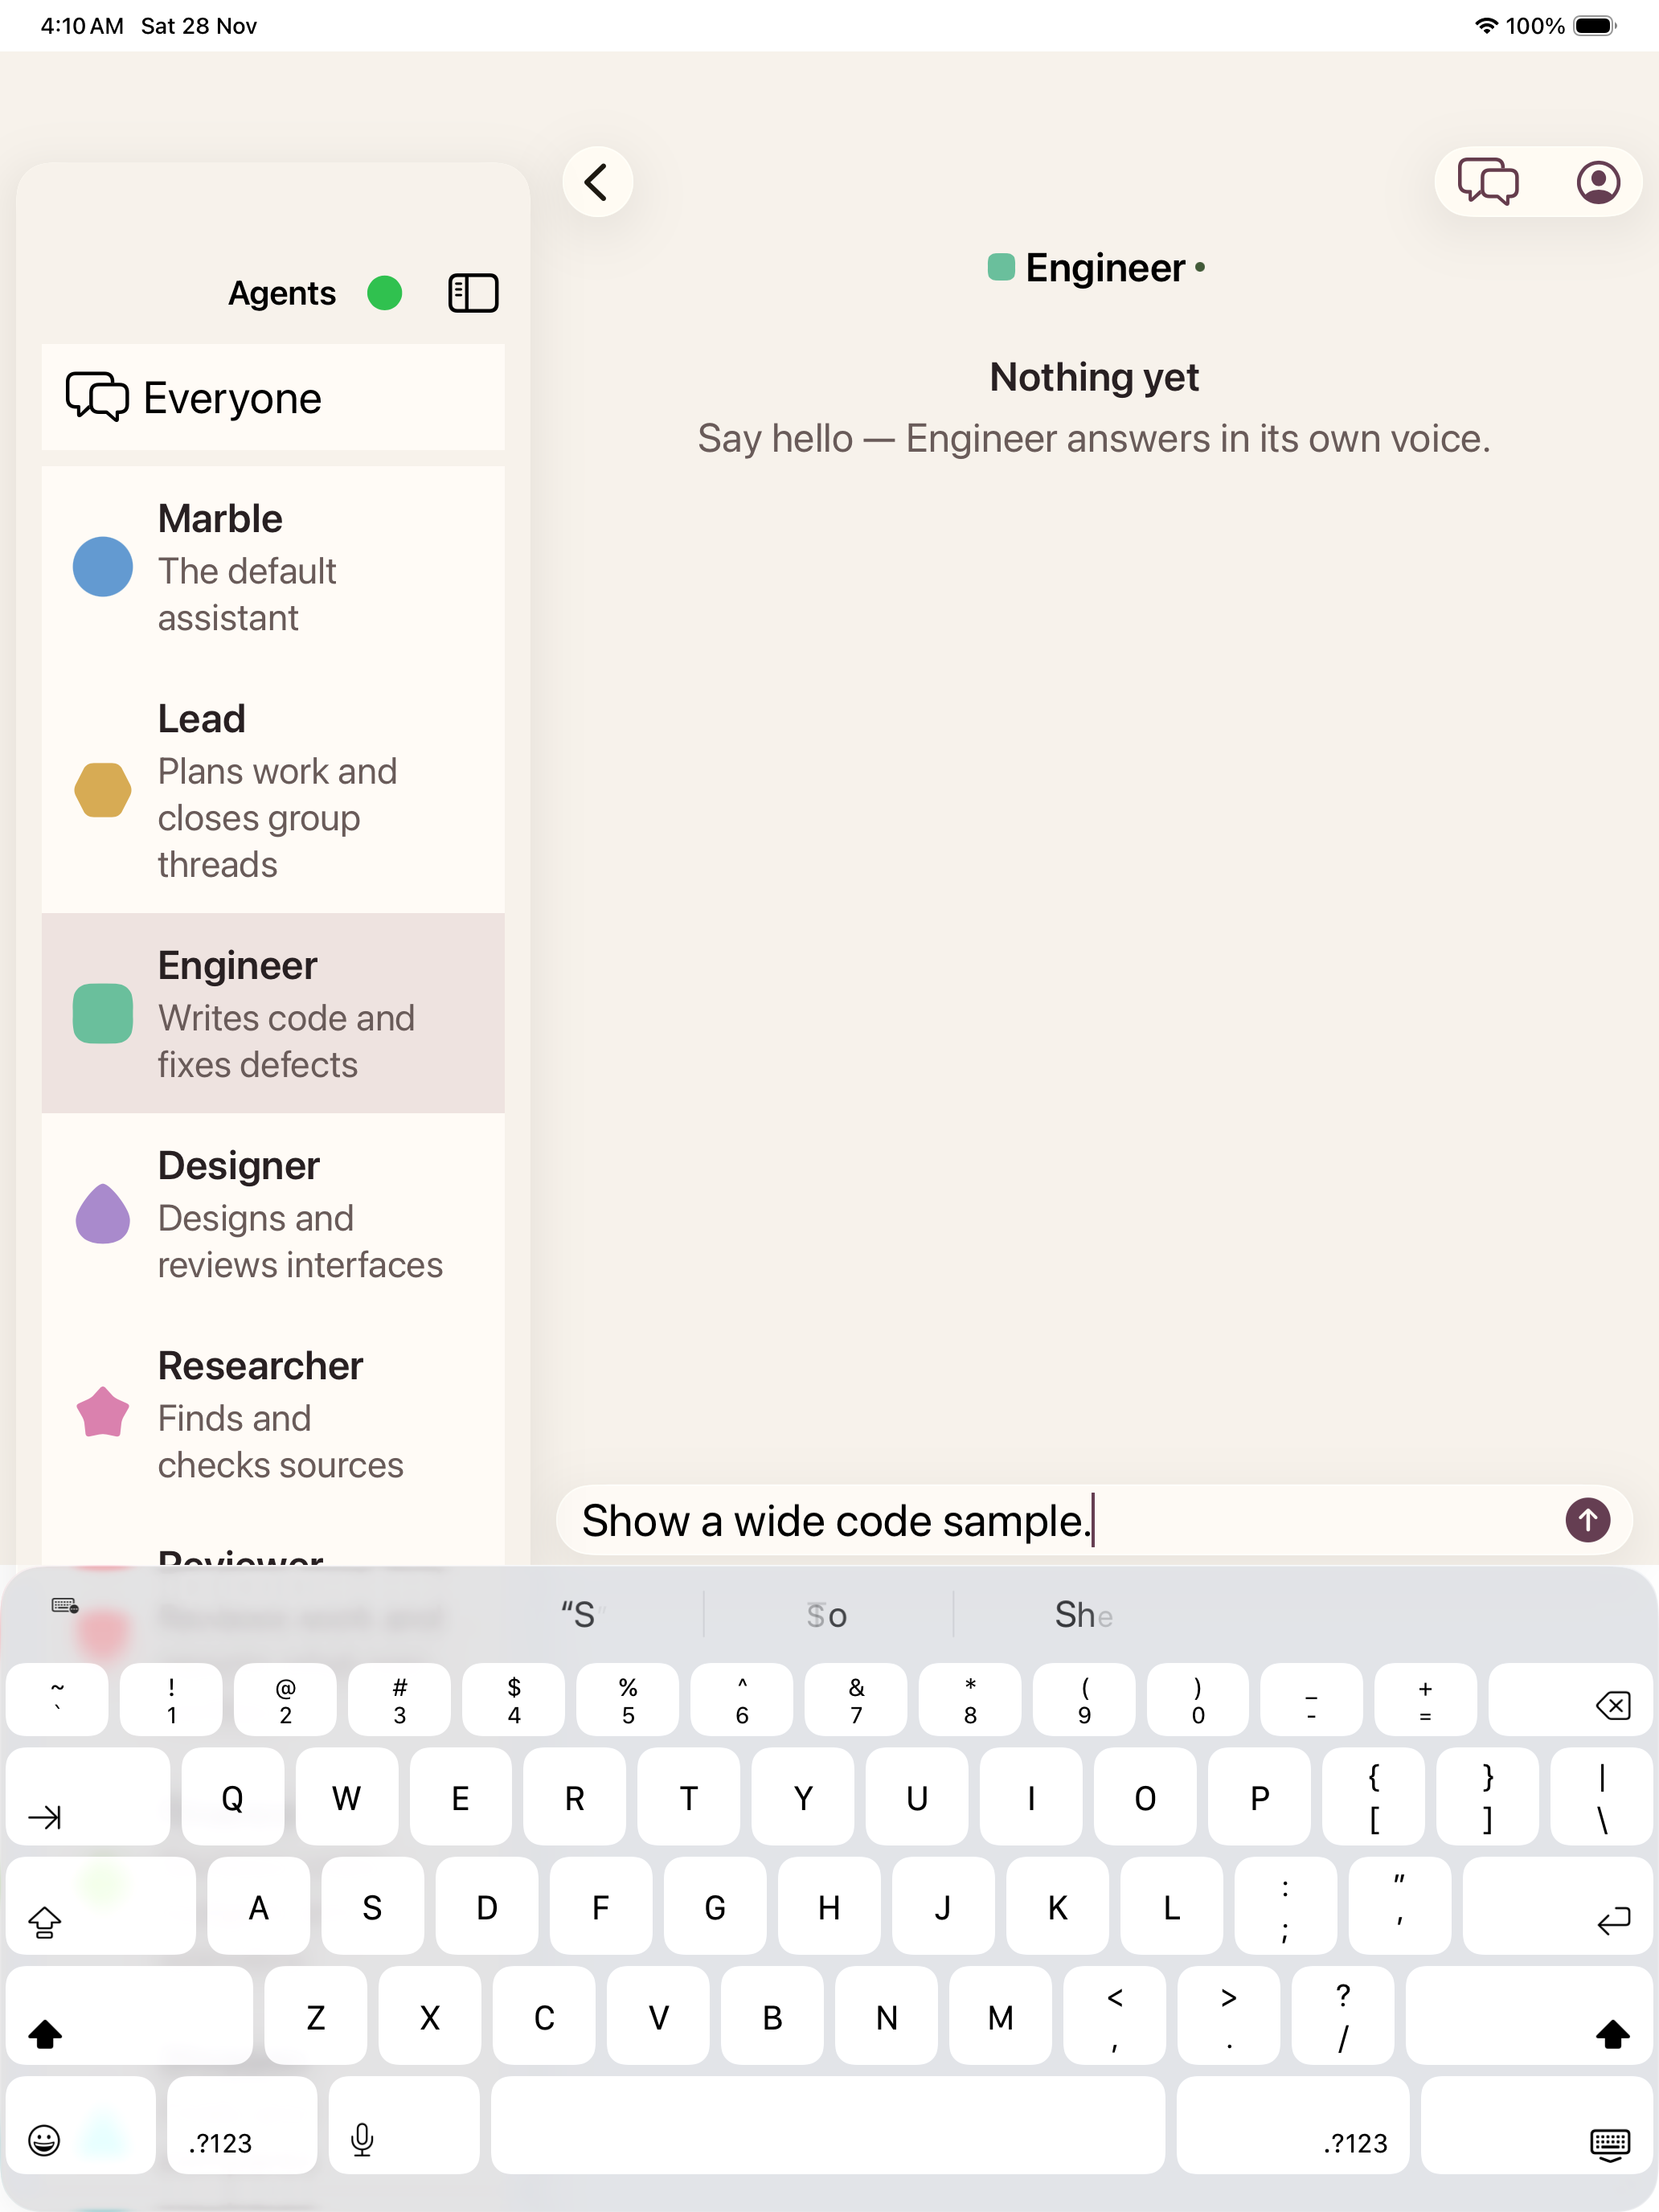 4:10 AM Sat 28 Nov
100%
Agents
Everyone
Marble
The default
assistant
Lead
Plans work and
closes group
threads
Engineer
Writes code and
fixes defects
Designer
Designs and
reviews interfaces
Researcher
Finds and
checks sources
Reviewer
Engineer
Nothing yet
Say hello — Engineer answers in its own voice.
Show a wide code sample.
“S” $o She
~ ! @ # $ % ^ & * ( ) _ +
` 1 2 3 4 5 6 7 8 9 0 - =
Q W E R T Y U I O P { [ } ] | \
A S D F G H J K L : ; " '
Z X C V B N M < , > . ? /
.?123 .?123